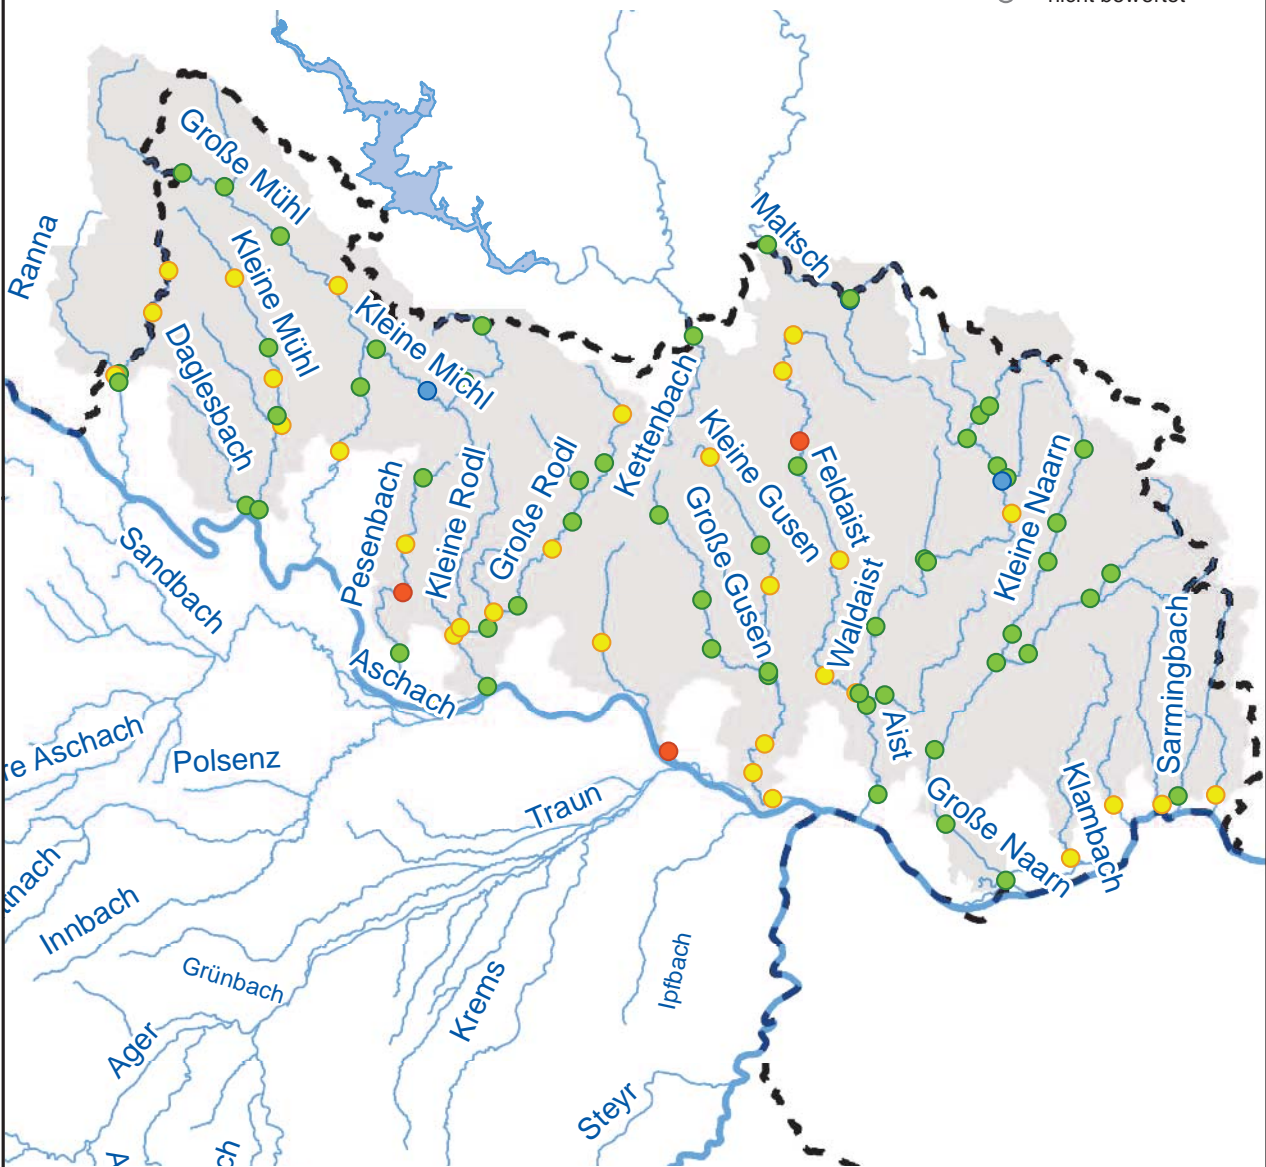 Große Mühl
Maltsch
Ranna
Kleine Mühl
Kleine Michl
Daglesbach
Kettenbach
Kleine Gusen
Feldaist
Kleine Naarn
Pesenbach
Kleine Rodl
Große Rodl
Große Gusen
Sandbach
Waldaist
Sarmingbach
Aschach
Aist
re Aschach
Polsenz
Klambach
Traun
Große Naarn
Innbach
Grünbach
Krems
Ipfbach
Ager
Steyr
ch
A